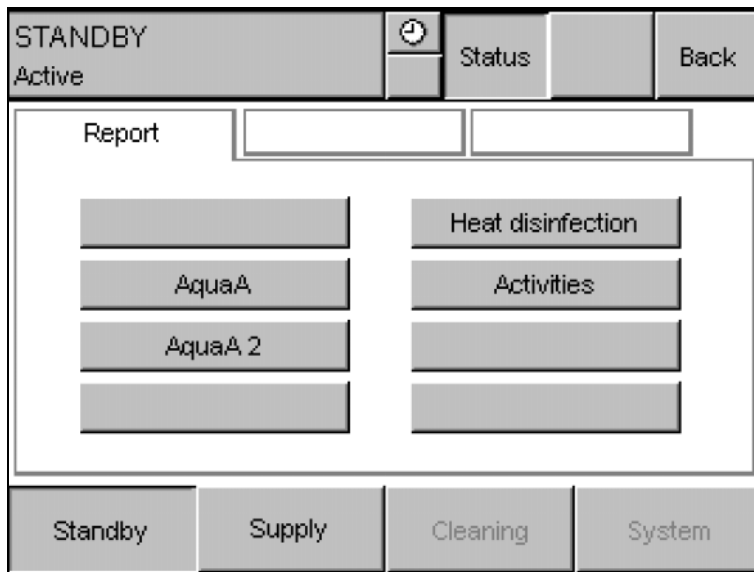 STANDBY
Active
Status
Back
Report
Heat disinfection
AquaA
Activities
AquaA 2
Standby
Supply
Cleaning
System